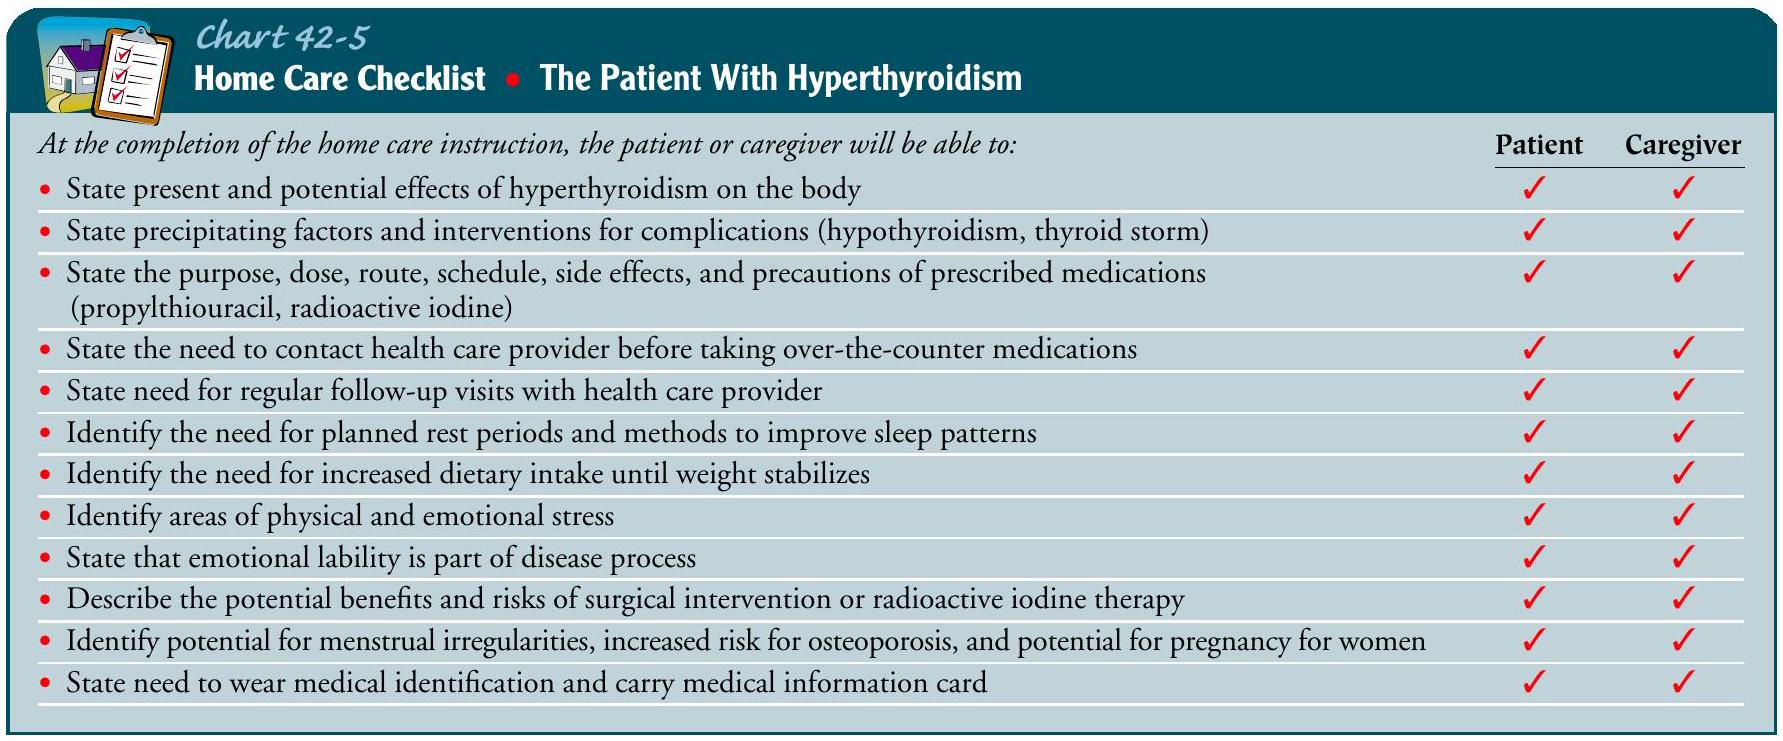 Chart 42-5
Home Care Checklist • The Patient With Hyperthyroidism
At the completion of the home care instruction, the patient or caregiver will be able to: Patient Caregiver
• State present and potential effects of hyperthyroidism on the body ✓ ✓
• State precipitating factors and interventions for complications (hypothyroidism, thyroid storm) ✓ ✓
• State the purpose, dose, route, schedule, side effects, and precautions of prescribed medications ✓ ✓
(propylthiouracil, radioactive iodine)
• State the need to contact health care provider before taking over-the-counter medications ✓ ✓
• State need for regular follow-up visits with health care provider ✓ ✓
• Identify the need for planned rest periods and methods to improve sleep patterns ✓ ✓
• Identify the need for increased dietary intake until weight stabilizes ✓ ✓
• Identify areas of physical and emotional stress ✓ ✓
• State that emotional lability is part of disease process ✓ ✓
• Describe the potential benefits and risks of surgical intervention or radioactive iodine therapy ✓ ✓
• Identify potential for menstrual irregularities, increased risk for osteoporosis, and potential for pregnancy for women ✓ ✓
• State need to wear medical identification and carry medical information card ✓ ✓